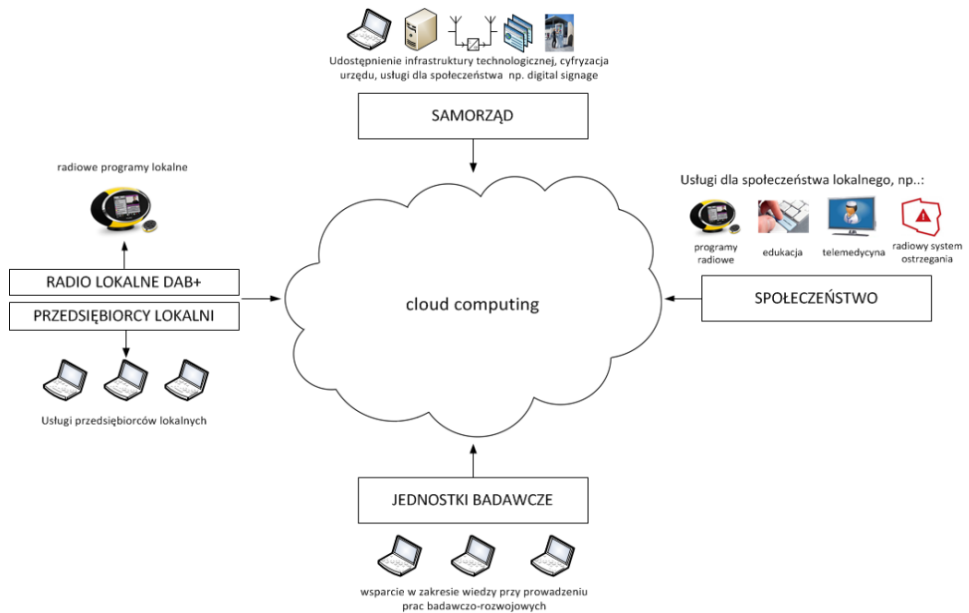 Udostępnienie infrastruktury technologicznej, cyfryzacja
urzędu, usługi dla społeczeństwa np. digital signage
SAMORZĄD
radiowe programy lokalne
RADIO LOKALNE DAB+
PRZEDSIĘBIORCY LOKALNI
Usługi przedsiębiorców lokalnych
cloud computing
Usługi dla społeczeństwa lokalnego, np..:
programy
radiowe
edukacja
telemedycyna
radiowy system
ostrzegania
SPOŁECZEŃSTWO
JEDNOSTKI BADAWCZE
wsparcie w zakresie wiedzy przy prowadzeniu
prac badawczo-rozwojowych